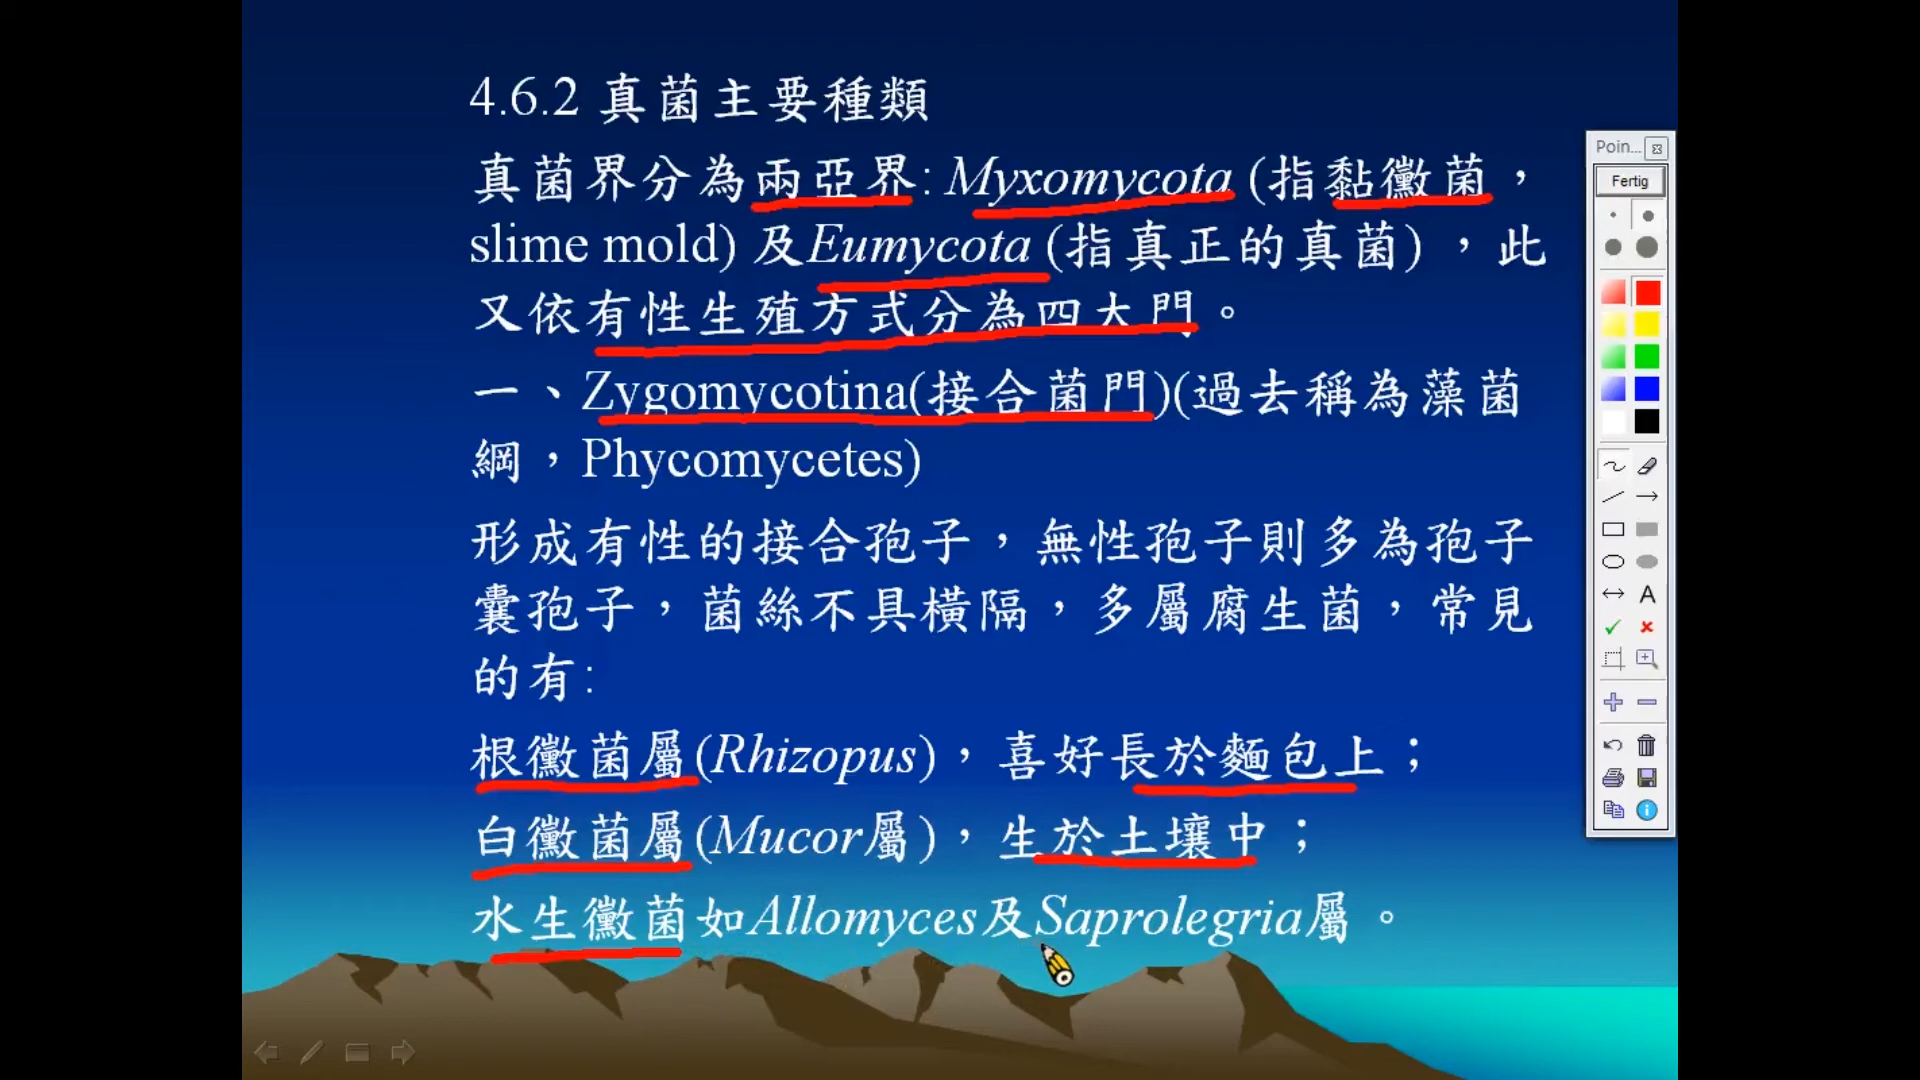 4.6.2 真菌主要種類
真菌界分為兩亞界: Myxomycota (指黏黴菌，
slime mold) 及Eumycota (指真正的真菌) ，此
又依有性生殖方式分為四大門。
一、Zygomycotina(接合菌門)(過去稱為藻菌
綱，Phycomycetes)
形成有性的接合孢子，無性孢子則多為孢子
囊孢子，菌絲不具橫隔，多屬腐生菌，常見
的有:
根黴菌屬(Rhizopus)，喜好長於麵包上；
白黴菌屬(Mucor屬)，生於土壤中；
水生黴菌如Allomyces及Saprolegria屬。
Poin...
Fertig
A